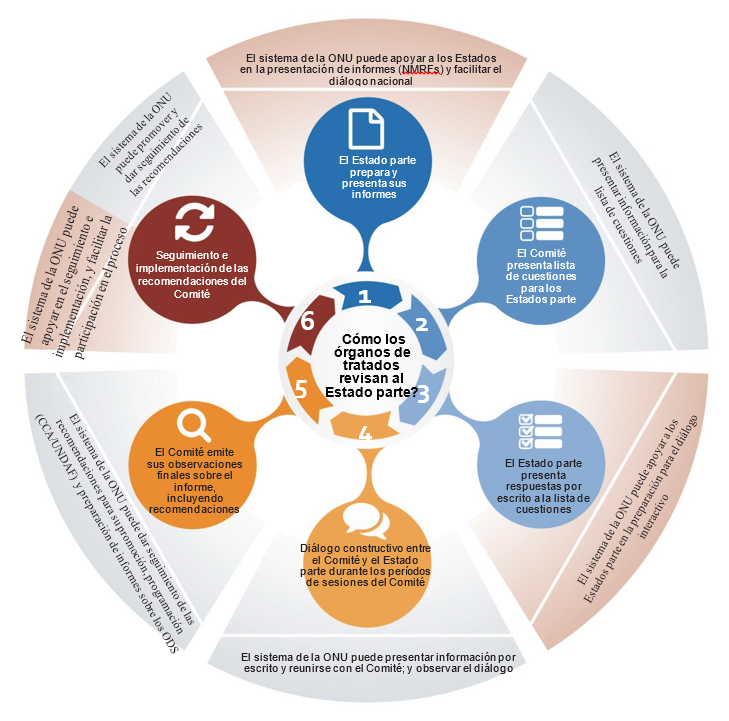 El sistema de la ONU puede apoyar a los Estados
en la presentación de informes (NMRFs) y facilitar el
diálogo nacional
El Estado parte
prepara y
presenta sus
informes
El sistema de la ONU puede
presentar información para la
lista de cuestiones
El Comité
presenta lista
de cuestiones
para los
Estados parte
El sistema de la ONU puede apoyar a los
Estados parte en la preparación para el diálogo
interactivo
El Estado parte
presenta
respuestas por
escrito a la lista de
cuestiones
Diálogo constructivo entre
el Comité y el Estado
parte durante los períodos
de sesiones del Comité
El sistema de la ONU puede presentar información por
escrito y reunirse con el Comité; y observar el diálogo
El Comité emite
sus observaciones
finales sobre el
informe,
incluyendo
recomendaciones
El sistema de la ONU puede dar seguimiento de las
recomendaciones para su promoción, programación
(CCA/UNDAF) y preparación de informes sobre los ODS
Seguimiento e
implementación de las
recomendaciones del
Comité
El sistema de la ONU puede
apoyar en el seguimiento e
implementación, y facilitar la
participación en el proceso
El sistema de la ONU
puede promover y
dar seguimiento de
las recomendaciones
1
2
3
4
5
6
Cómo los
órganos de
tratados
revisan al
Estado parte?